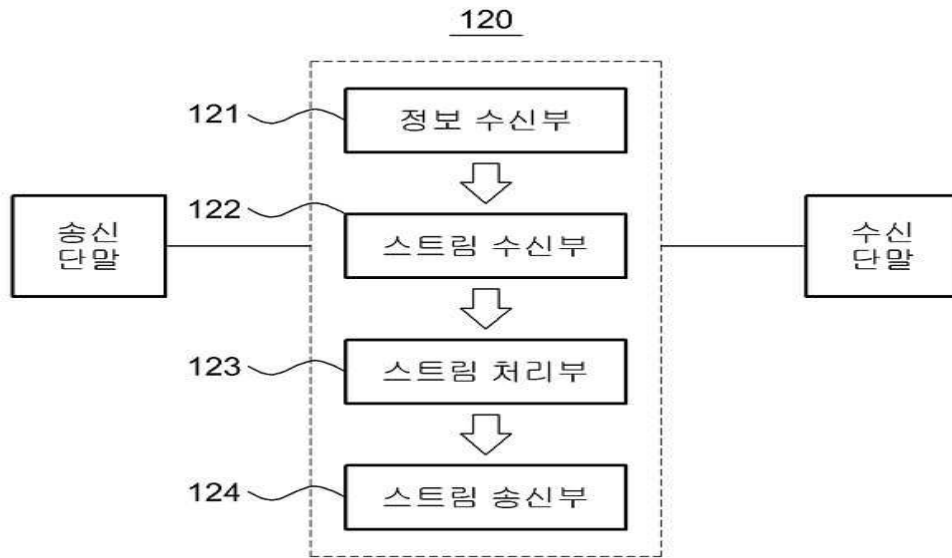 120
121
정보 수신부
122
스트림 수신부
송신
단말
수신
단말
123
스트림 처리부
124
스트림 송신부